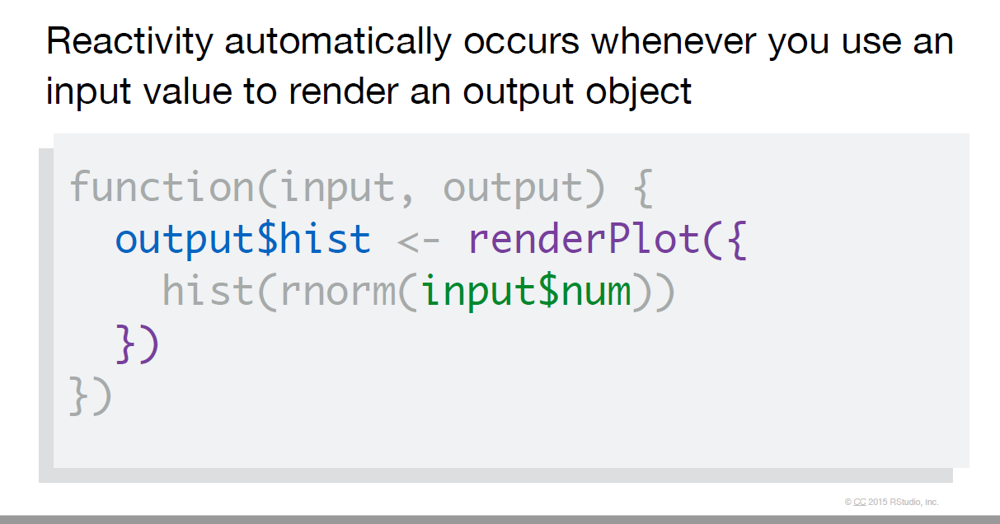 Reactivity automatically occurs whenever you use an
input value to render an output object
function(input, output) {
  output$hist <- renderPlot({
    hist(rnorm(input$num))
  })
})
© CC 2015 RStudio, Inc.